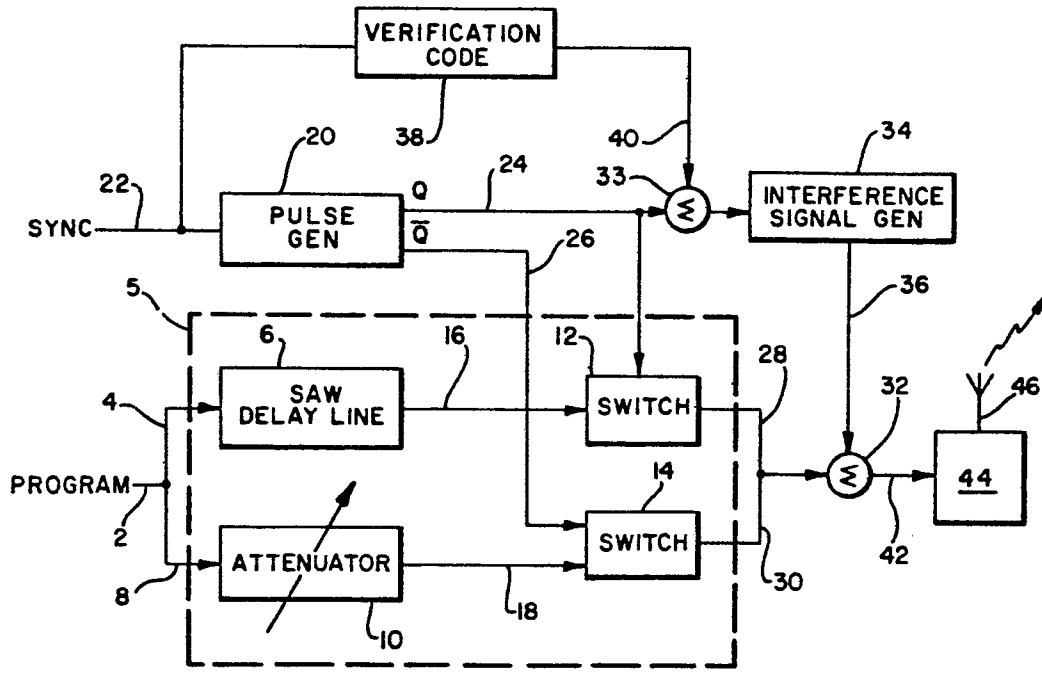 VERIFICATION
CODE
38
40
34
20
24
33
INTERFERENCE
SIGNAL GEN
22
SYNC
PULSE
GEN
Q
Q̅
26
36
5
6
16
12
28
SAW
DELAY LINE
SWITCH
4
32
46
PROGRAM
2
14
44
ATTENUATOR
SWITCH
42
8
18
30
10
Σ
Σ